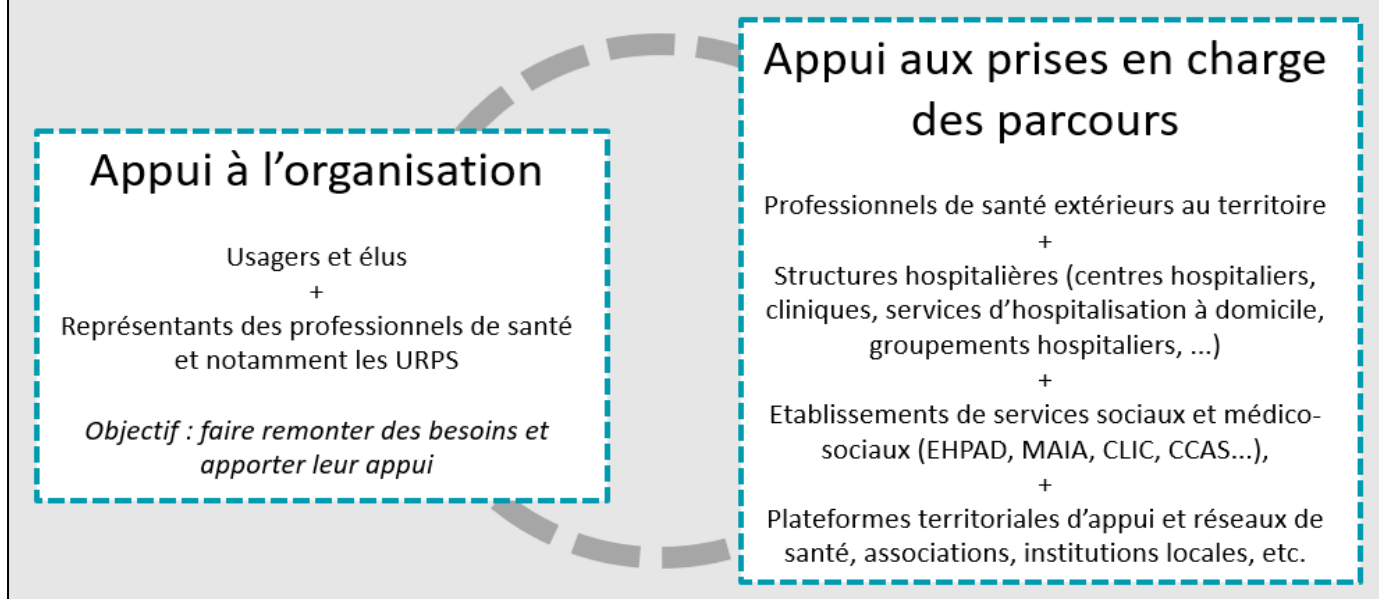 Appui à l’organisation
Usagers et élus
+
Représentants des professionnels de santé
et notamment les URPS
Objectif : faire remonter des besoins et
apporter leur appui
Appui aux prises en charge
des parcours
Professionnels de santé extérieurs au territoire
+
Structures hospitalières (centres hospitaliers,
cliniques, services d’hospitalisation à domicile,
groupements hospitaliers, ...)
+
Etablissements de services sociaux et médico-
sociaux (EHPAD, MAIA, CLIC, CCAS...),
+
Plateformes territoriales d’appui et réseaux de
santé, associations, institutions locales, etc.